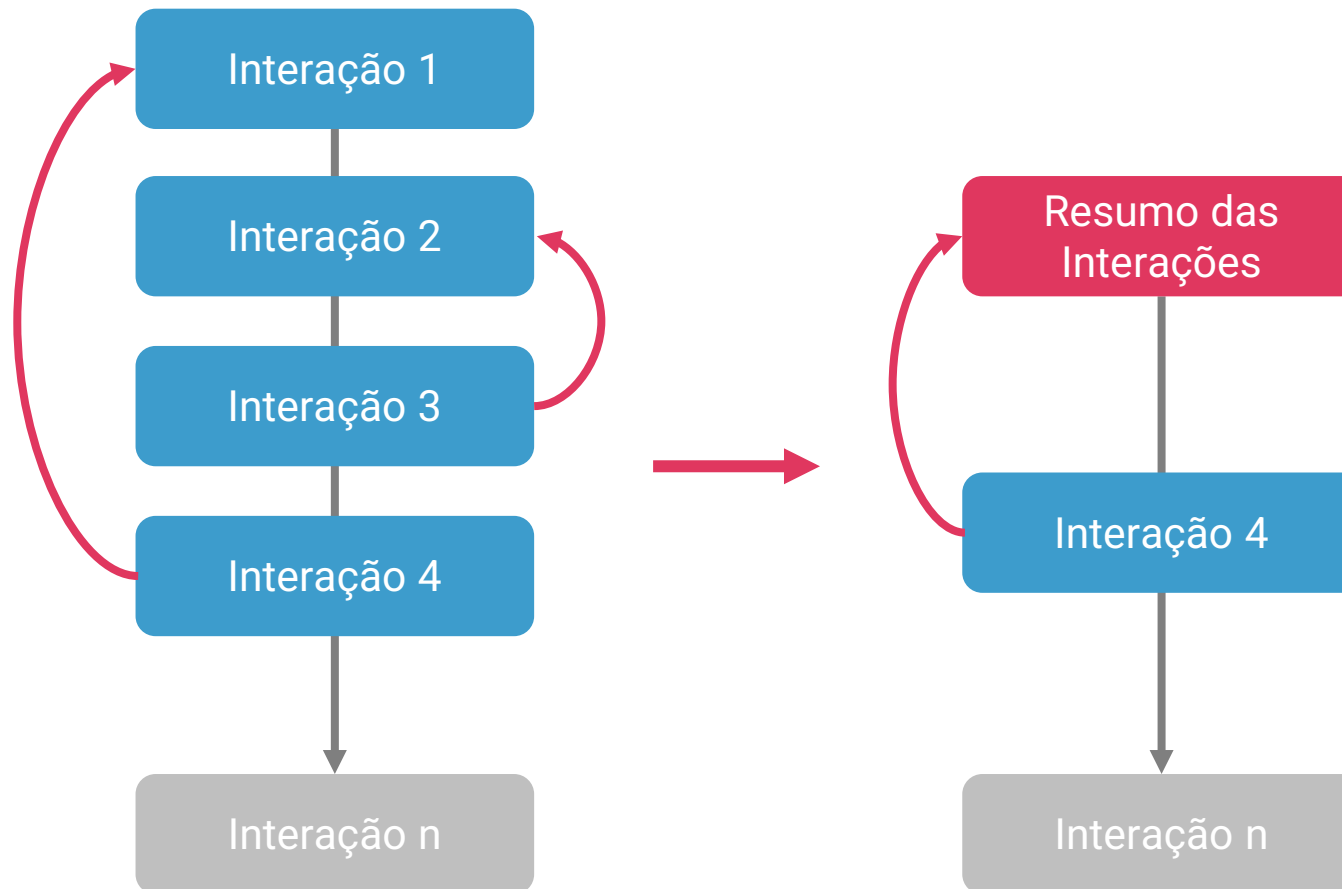 Interação 1
Interação 2
Interação 3
Interação 4
Interação n
Resumo das
Interações
Interação 4
Interação n